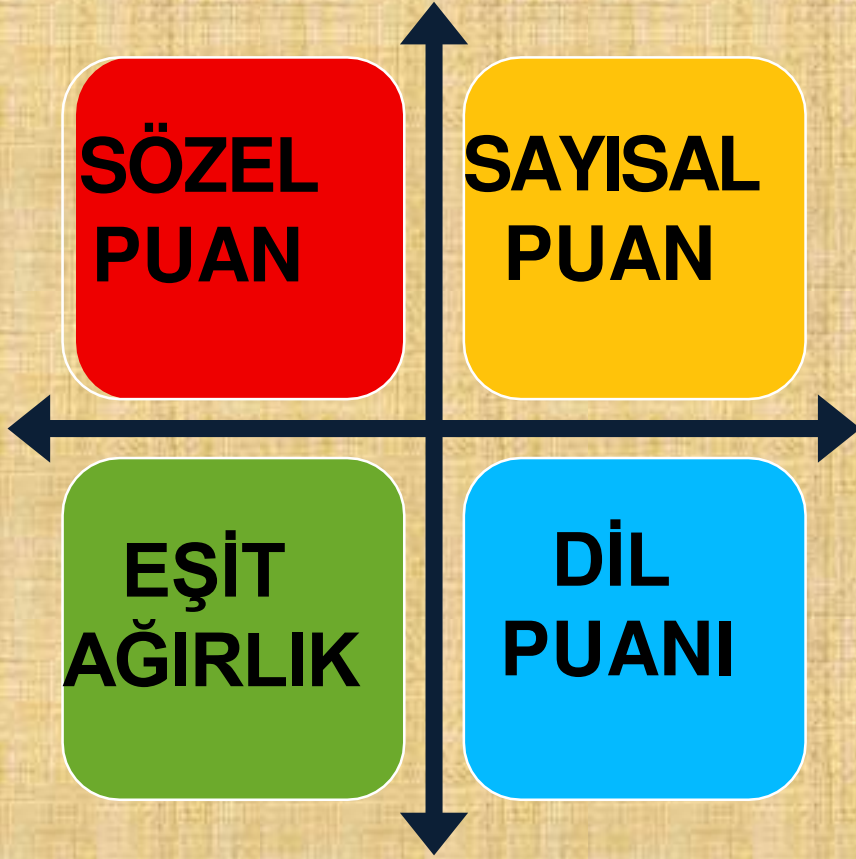 SÖZEL
PUAN
SAYISAL
PUAN
EŞİT
AĞIRLIK
DİL
PUANI